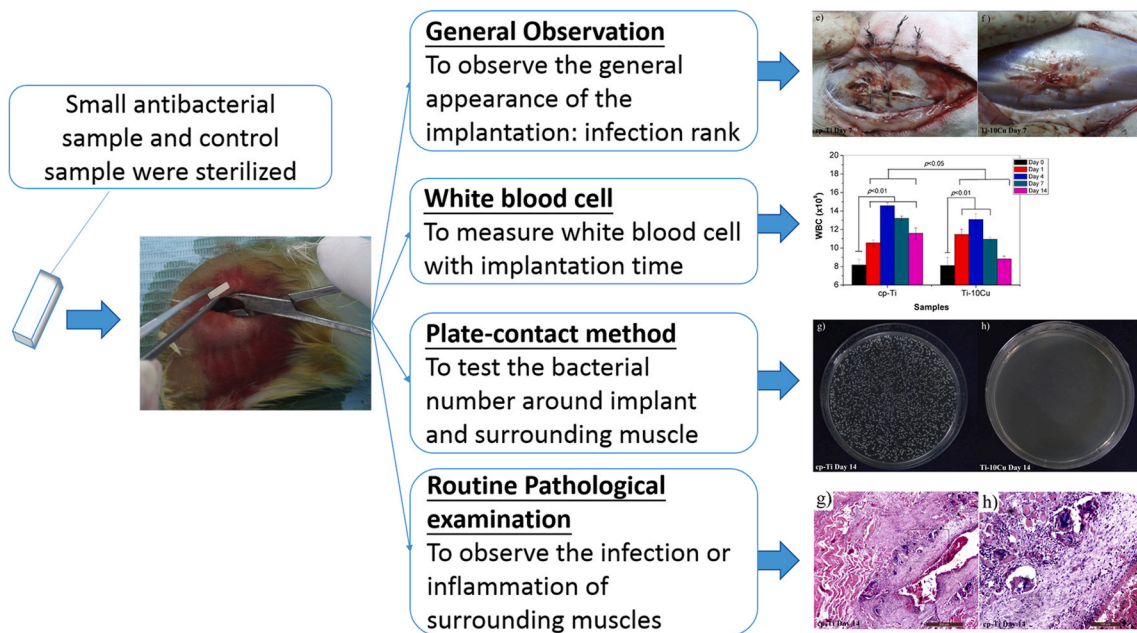 Small antibacterial
sample and control
sample were sterilized
General Observation
To observe the general
appearance of the
implantation: infection rank
White blood cell
To measure white blood cell
with implantation time
Plate-contact method
To test the bacterial
number around implant
and surrounding muscle
Routine Pathological
examination
To observe the infection or
inflammation of
surrounding muscles
e)
f)
cp-Ti Day 7
Ti-10Cu Day 7
p<0.05
p<0.01
p<0.01
Day 0
Day 1
Day 4
Day 7
Day 14
16
14
12
10
8
6
cp-Ti
Ti-10Cu
Samples
g)
h)
cp-Ti Day 14
Ti-10Cu Day 14
g)
h)
cp-Ti Day 14
cp-Ti Day 14